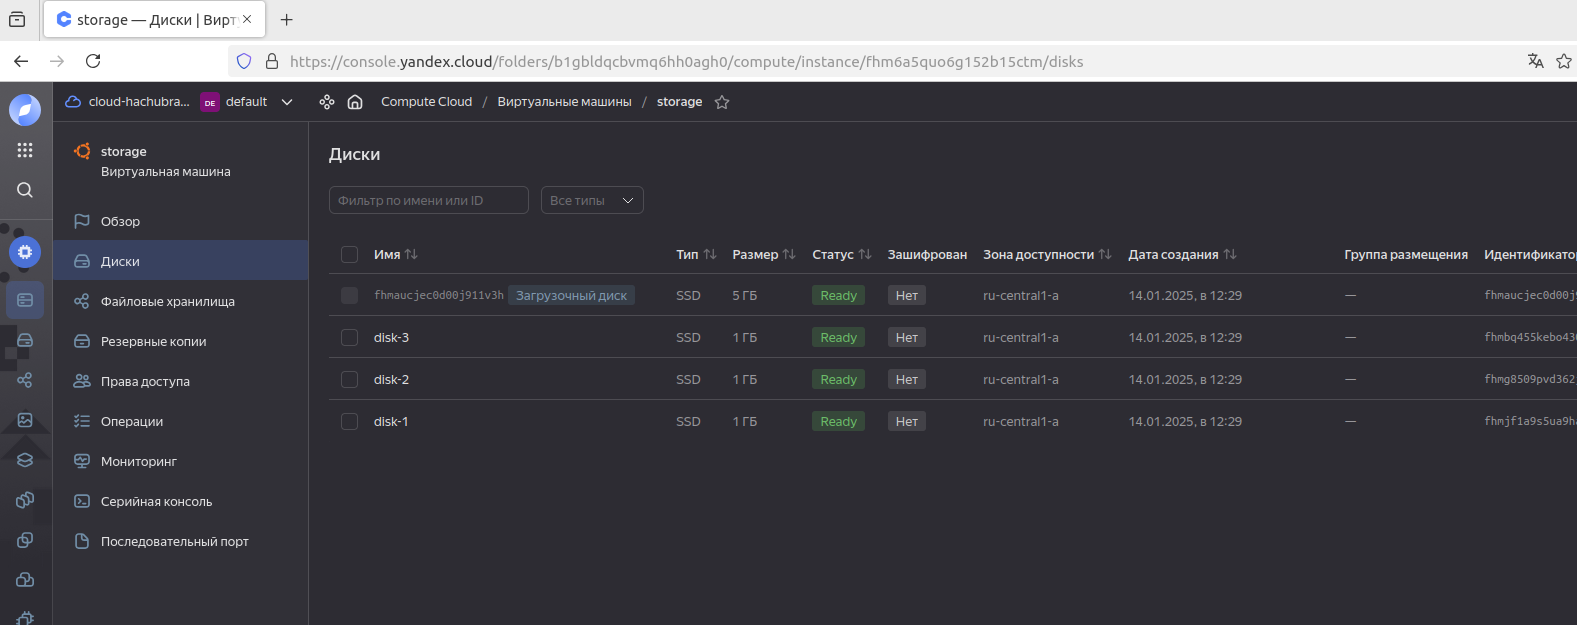 storage — Диски | Вирт
https://console.yandex.cloud/folders/b1gbldqcbvmq6hh0agh0/compute/instance/fhm6a5quo6g152b15ctm/disks
cloud-hachubra... DE default Compute Cloud / Виртуальные машины / storage
storage
Виртуальная машина
Обзор
Диски
Файловые хранилища
Резервные копии
Права доступа
Операции
Мониторинг
Серийная консоль
Последовательный порт
Диски
Фильтр по имени или ID Все типы
Имя Тип Размер Статус Зашифрован Зона доступности Дата создания Группа размещения Идентификатор
fhmaucjec0d00j911v3h Загрузочный диск SSD 5 ГБ Ready Нет ru-central1-a 14.01.2025, в 12:29 — fhmaucjec0d00j9
disk-3 SSD 1 ГБ Ready Нет ru-central1-a 14.01.2025, в 12:29 — fhmbq455kebo43
disk-2 SSD 1 ГБ Ready Нет ru-central1-a 14.01.2025, в 12:29 — fhmg8509pvd362
disk-1 SSD 1 ГБ Ready Нет ru-central1-a 14.01.2025, в 12:29 — fhmjf1a9s5ua9h